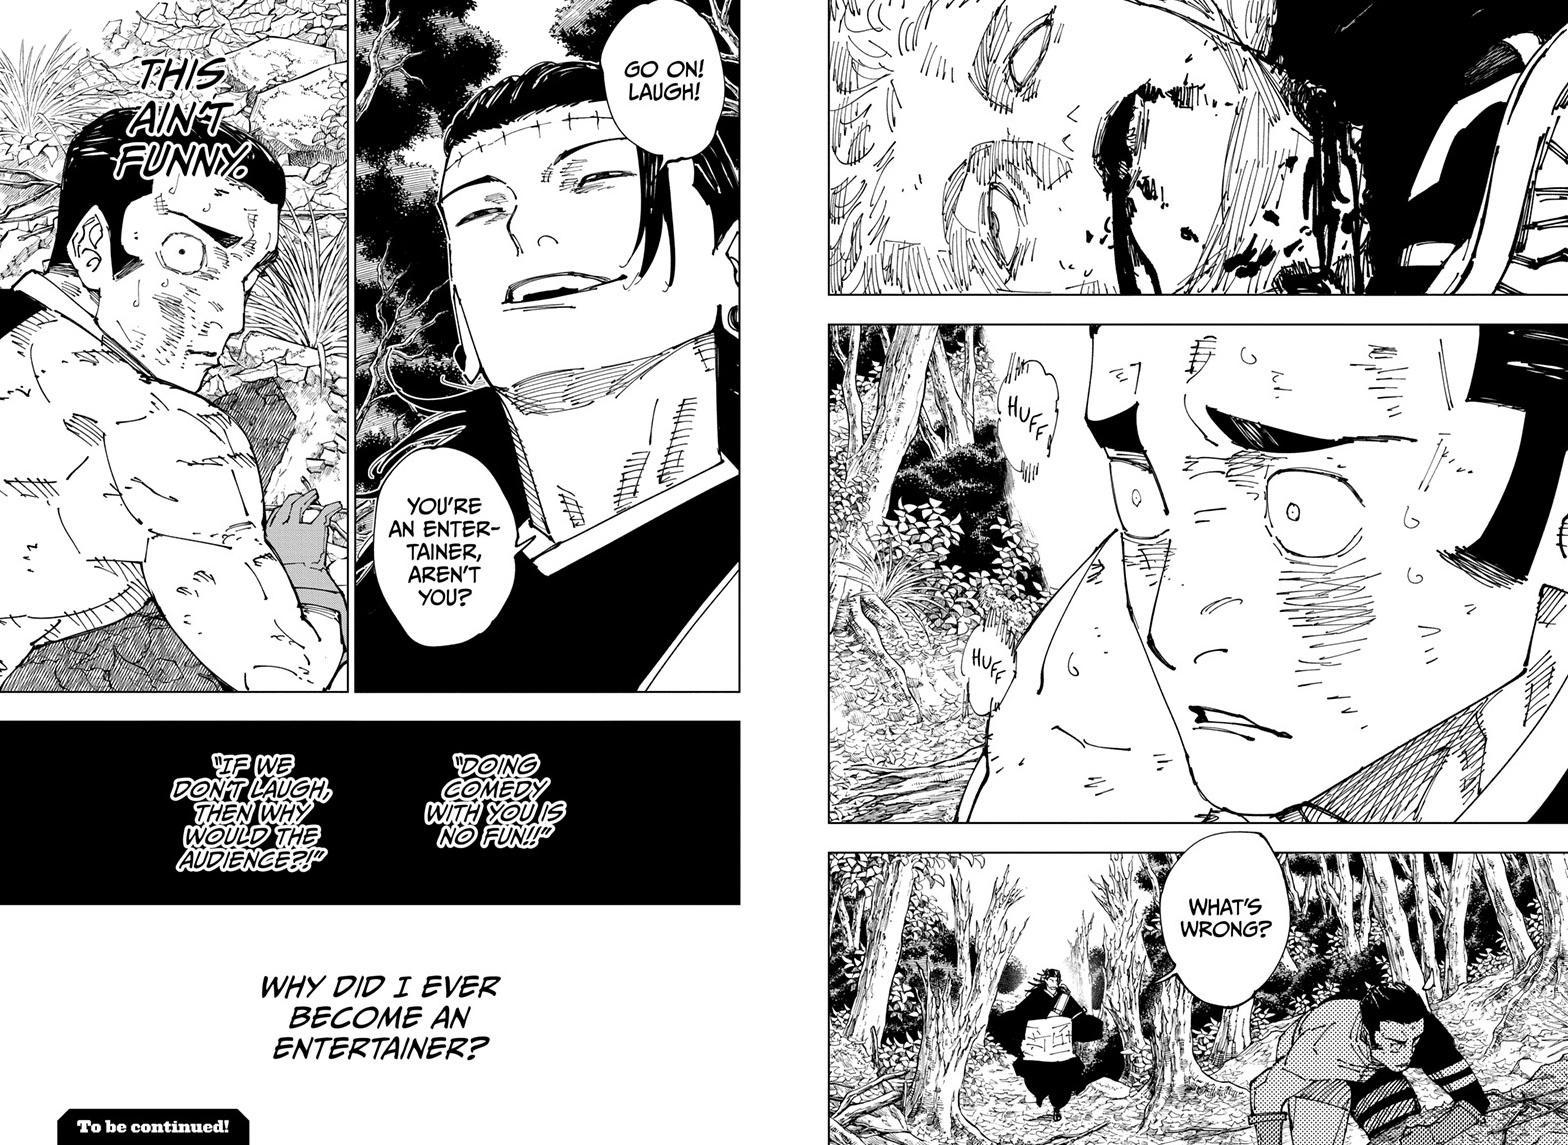 HUFF
HUFF
WHAT'S
WRONG?
GO ON!
LAUGH!
YOU'RE
AN ENTER-
TAINER,
AREN'T
YOU?
THIS
AIN'T
FUNNY.
"DOING
COMEDY
WITH YOU IS
NO FUN!!"
"IF WE
DON'T LAUGH,
THEN WHY
WOULD THE
AUDIENCE?!"
WHY DID I EVER
BECOME AN
ENTERTAINER?
To be continued!